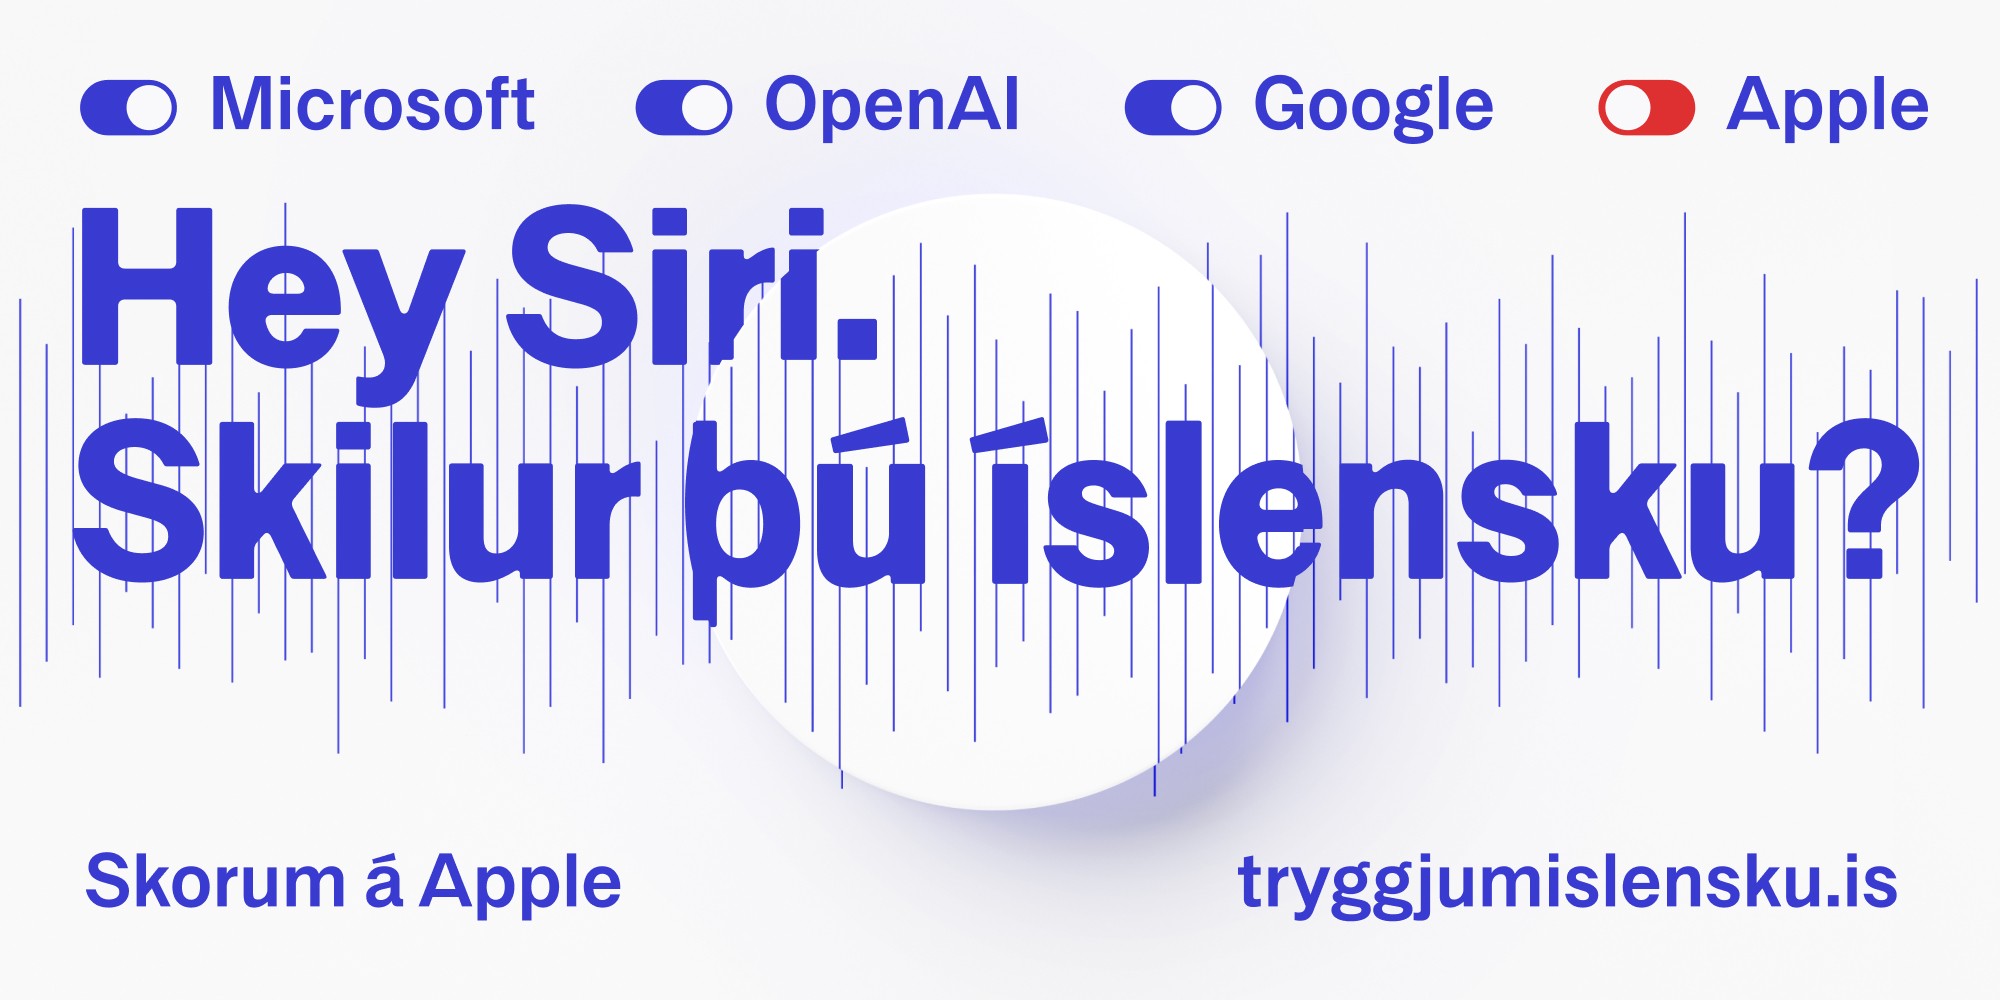 Microsoft OpenAI Google Apple
Hey Siri.
Skilur þú íslensku?
Skorum á Apple
tryggjumislensku.is